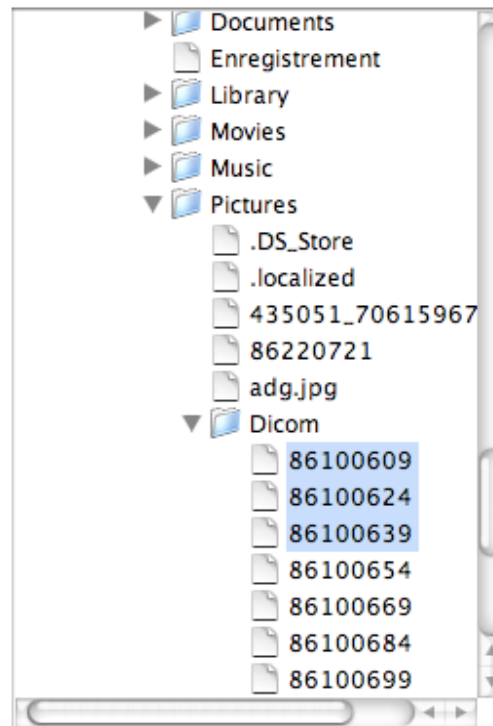 Documents
Enregistrement
Library
Movies
Music
Pictures
.DS_Store
.localized
435051_70615967
86220721
adg.jpg
Dicom
86100609
86100624
86100639
86100654
86100669
86100684
86100699